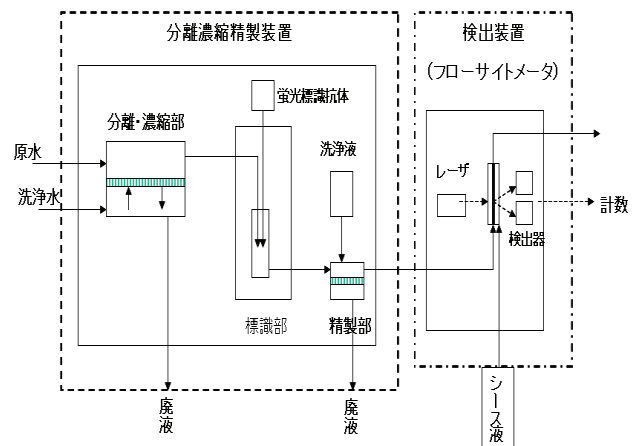 分離濃縮精製装置
検出装置
(フローサイトメータ)
蛍光標識抗体
分離・濃縮部
原水
洗浄水
洗浄液
レーザ
検出器
計数
標識部
精製部
廃液
廃液
シース液